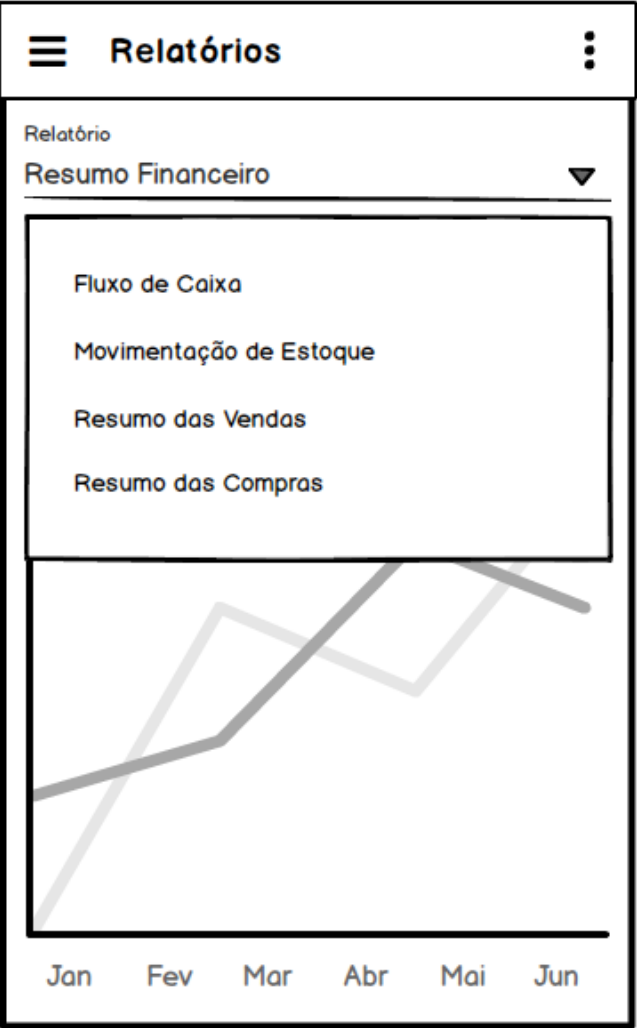 Relatórios
Relatório
Resumo Financeiro
Fluxo de Caixa
Movimentação de Estoque
Resumo das Vendas
Resumo das Compras
Jan Fev Mar Abr Mai Jun